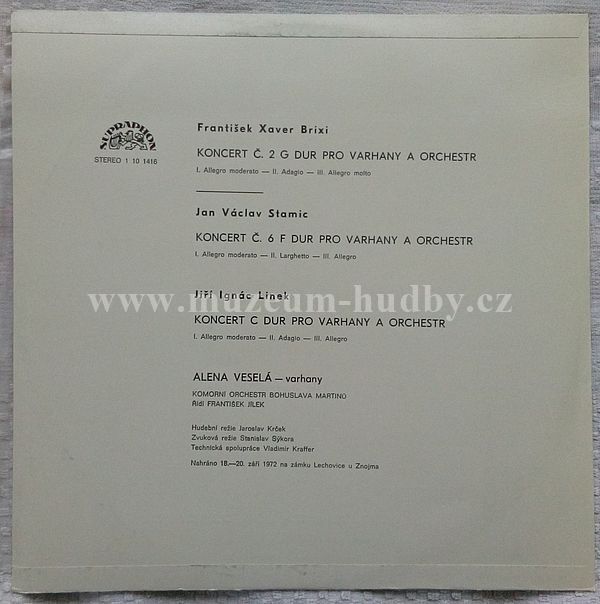 SUPRAPHON
STEREO 1 10 1416
František Xaver Brixi
KONCERT Č. 2 G DUR PRO VARHANY A ORCHESTR
I. Allegro moderato — II. Adagio — III. Allegro molto
Jan Václav Stamic
KONCERT Č. 6 F DUR PRO VARHANY A ORCHESTR
I. Allegro moderato — II. Larghetto — III. Allegro
Jiří Ignác Linek
www.muzeum-hudby.cz
KONCERT C DUR PRO VARHANY A ORCHESTR
I. Allegro moderato — II. Adagio — III. Allegro
ALENA VESELÁ — varhany
KOMORNÍ ORCHESTR BOHUSLAVA MARTINŮ
Řídí FRANTIŠEK JÍLEK
Hudební režie Jaroslav Krček
Zvuková režie Stanislav Sýkora
Technická spolupráce Vladimír Kraffer
Nahráno 18.—20. září 1972 na zámku Lechovice u Znojma